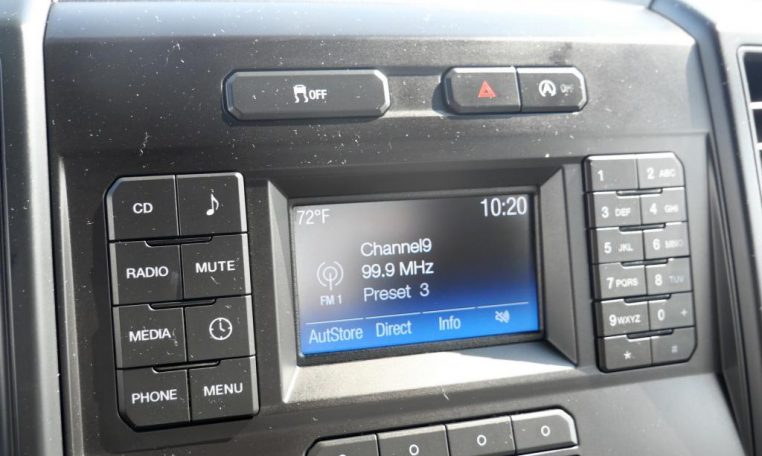 OFF
OFF
CD
RADIO MUTE
MEDIA
PHONE MENU
72°F 10:20
Channel9
99.9 MHz
FM 1 Preset 3
AutStore Direct Info
1 2 ABC
3 DEF 4 GHI
5 JKL 6 MNO
7 PQRS 8 TUV
9 WXYZ 0 +
* #